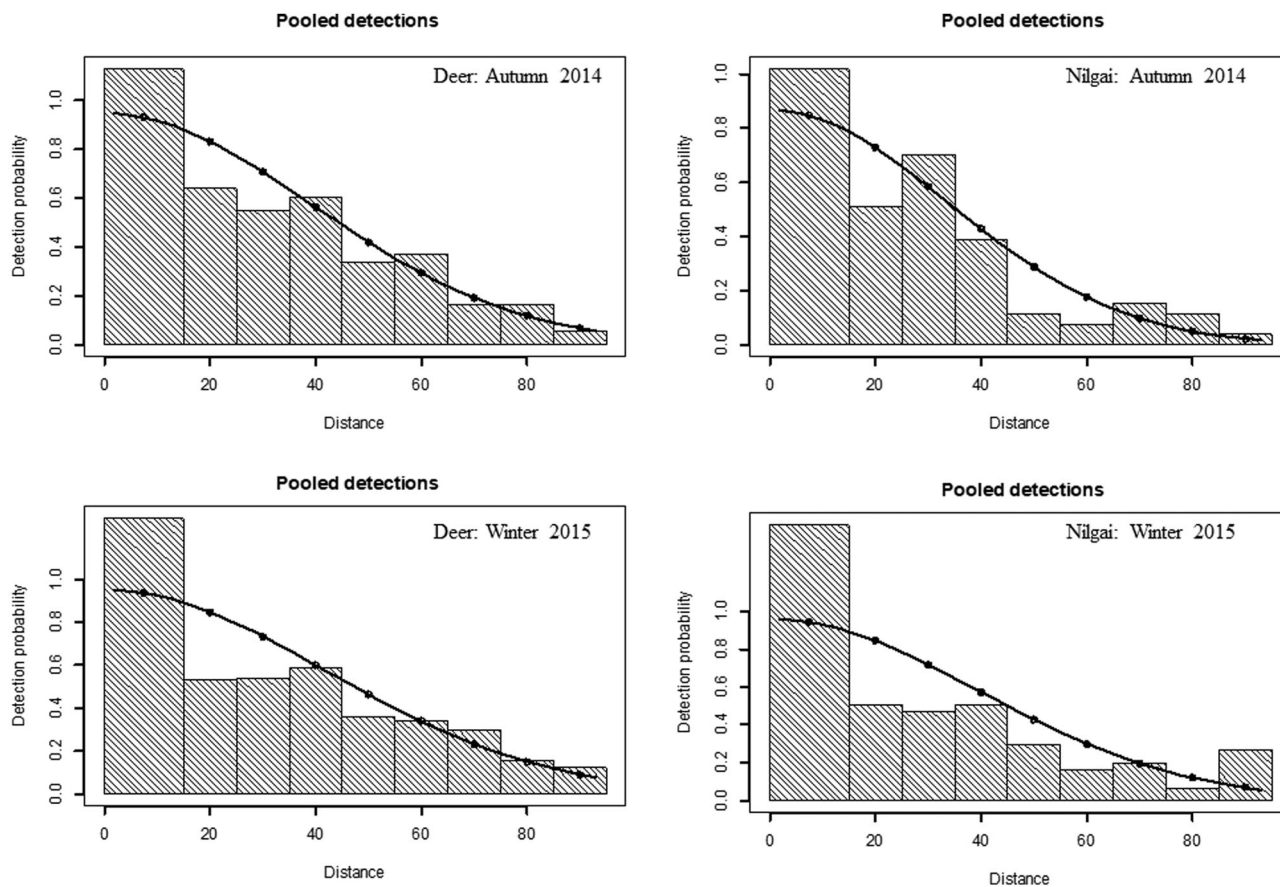 Pooled detections
Deer: Autumn 2014
Detection probability
1.0
0.8
0.6
0.4
0.2
0.0
0 20 40 60 80
Distance
Pooled detections
Nilgai: Autumn 2014
Detection probability
1.0
0.8
0.6
0.4
0.2
0.0
0 20 40 60 80
Distance
Pooled detections
Deer: Winter 2015
Detection probability
1.0
0.8
0.6
0.4
0.2
0.0
0 20 40 60 80
Distance
Pooled detections
Nilgai: Winter 2015
Detection probability
1.0
0.8
0.6
0.4
0.2
0.0
0 20 40 60 80
Distance